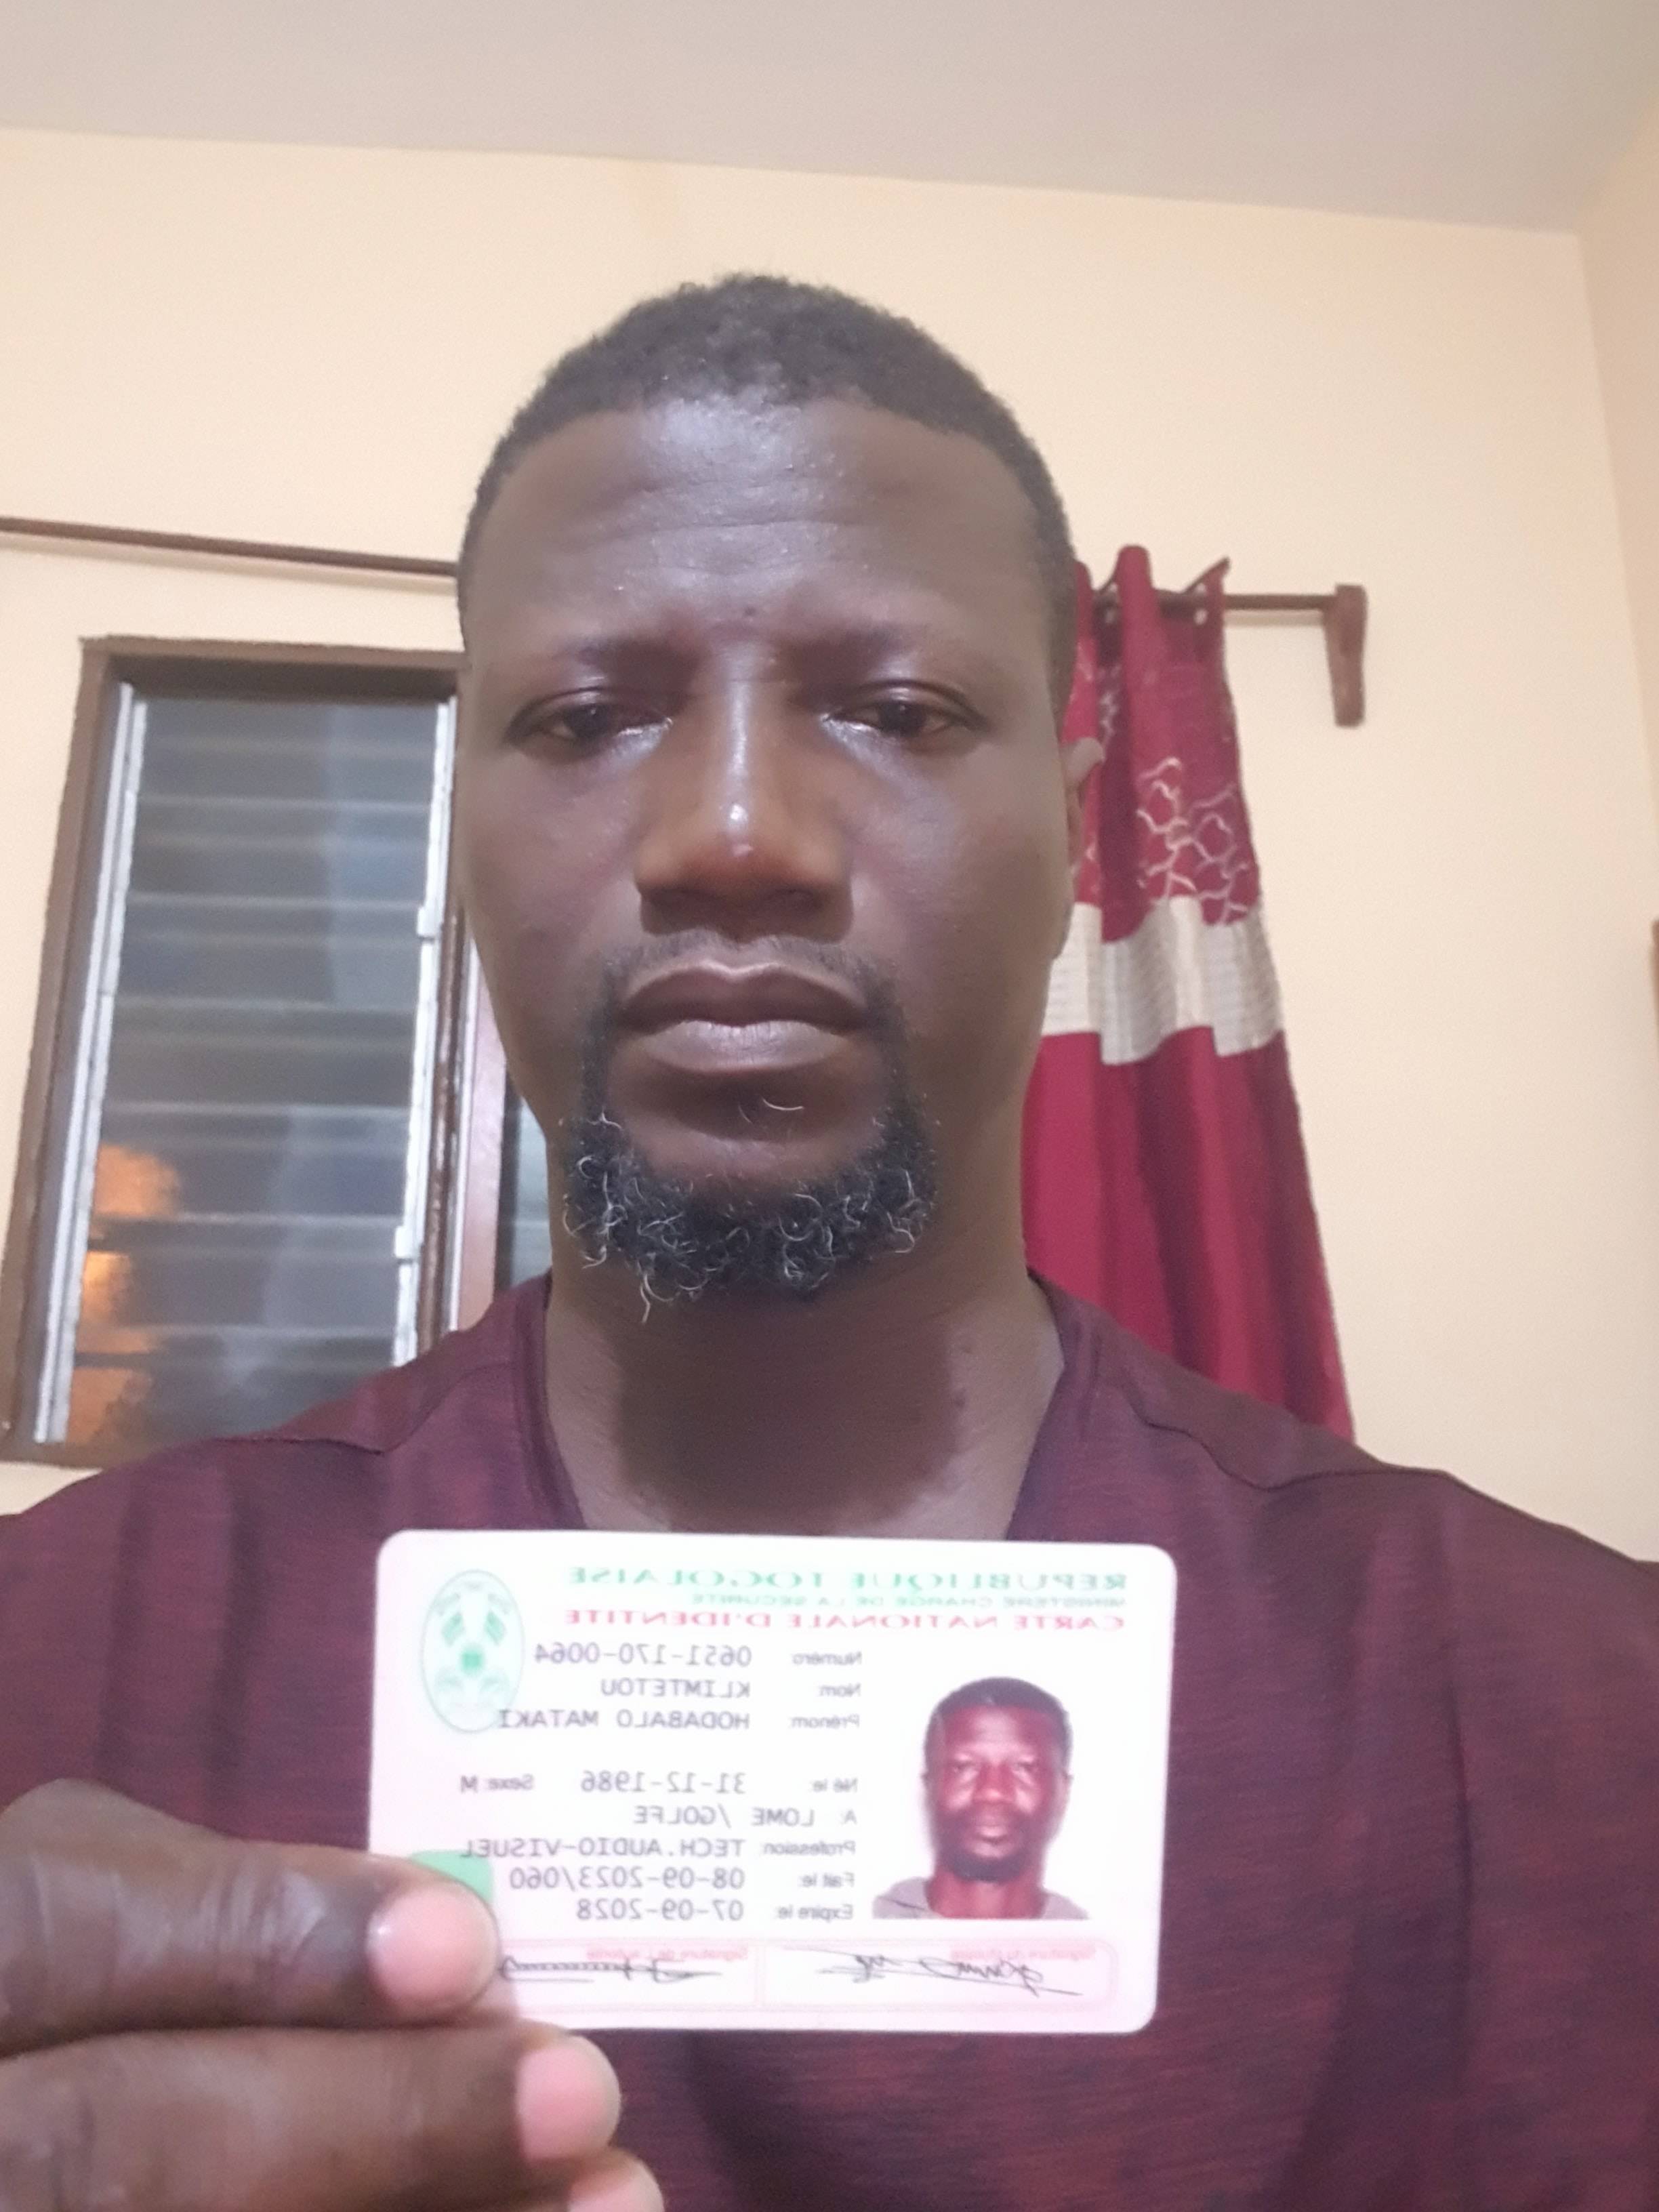 REPUBLIQUE TOGOLAISE
MINISTERE CHARGE DE LA SECURITE
CARTE NATIONALE D'IDENTITE
Numéro: 0651-170-0064
Nom: KLIMTETOU
Prénom: HODABALO MATAKI
Né le: 31-12-1986 Sexe: M
A: LOME /GOLFE
Profession: TECH.AUDIO-VISUEL
Fait le: 08-09-2023/060
Expire le: 07-09-2028
Signature du titulaire Signature de l'autorité